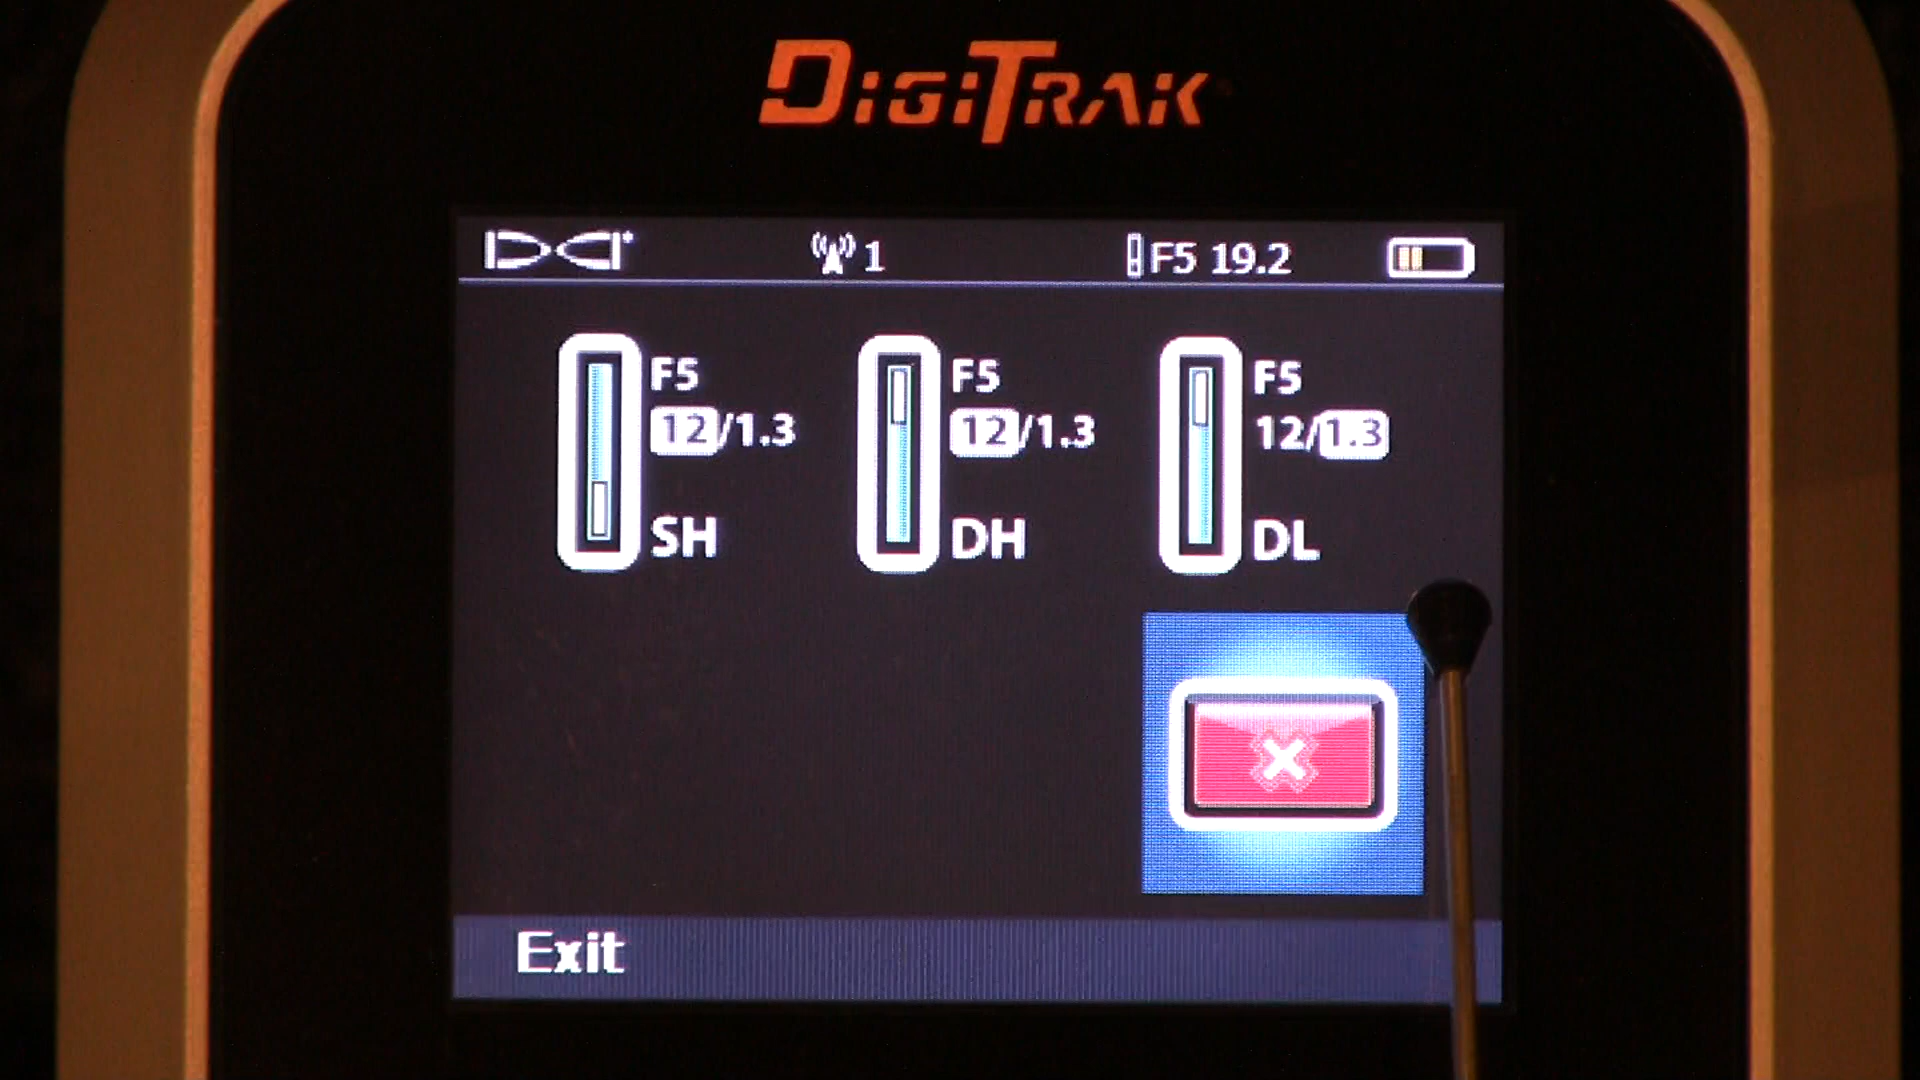 DIGITRAK
DCI
1
F5 19.2
F5
12/1.3
SH
F5
12/1.3
DH
F5
12/1.3
DL
Exit